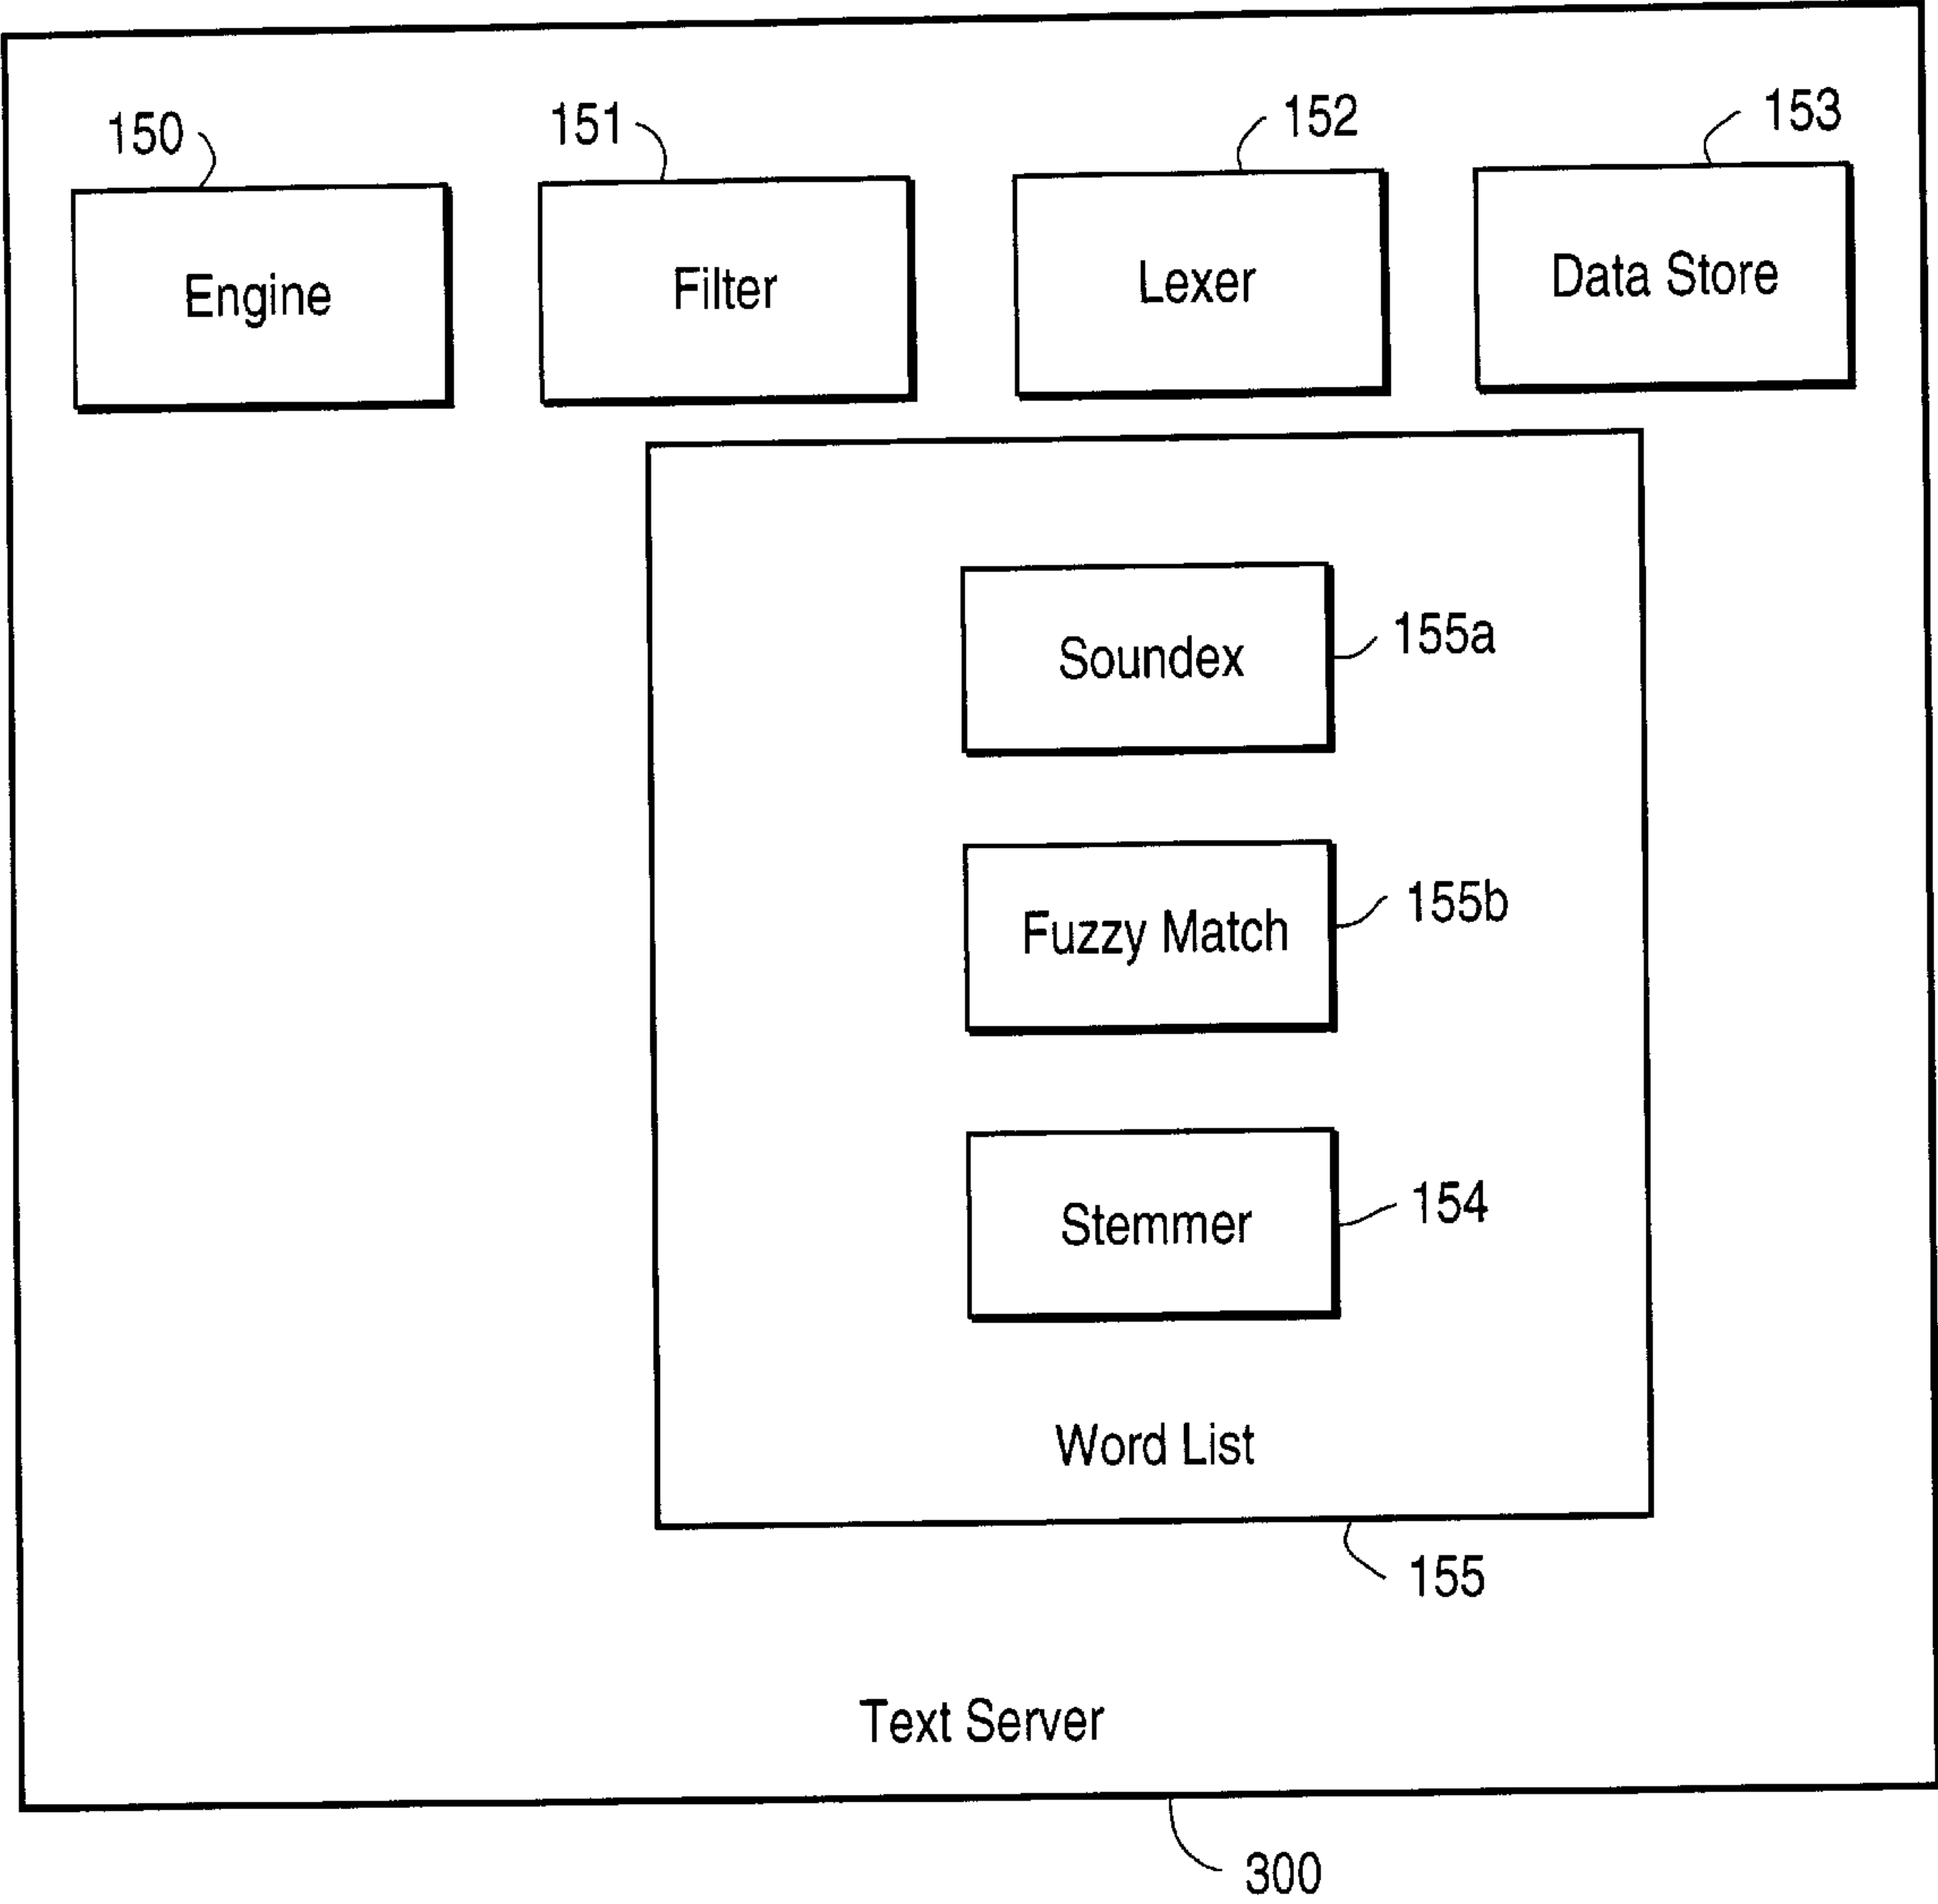 150
151
152
153
Engine
Filter
Lexer
Data Store
Soundex
155a
Fuzzy Match
155b
Stemmer
154
Word List
155
Text Server
300